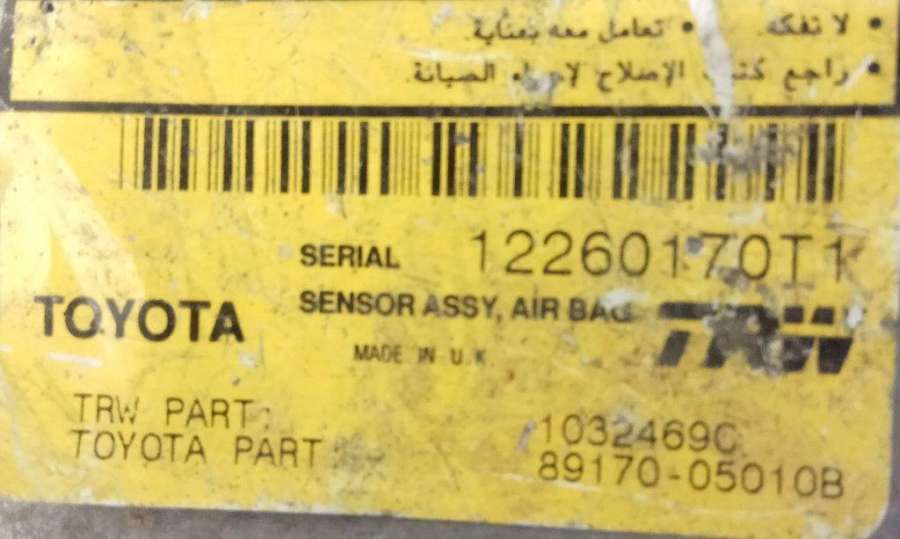 • لا تفكه. • تعامل معه بعناية.
• راجع كتيب الإصلاح لإجراء الصيانة.
SERIAL 12260170T1
SENSOR ASSY, AIR BAG
TOYOTA
TRW
MADE IN U.K
TRW PART: 1032469C
TOYOTA PART 89170-05010B